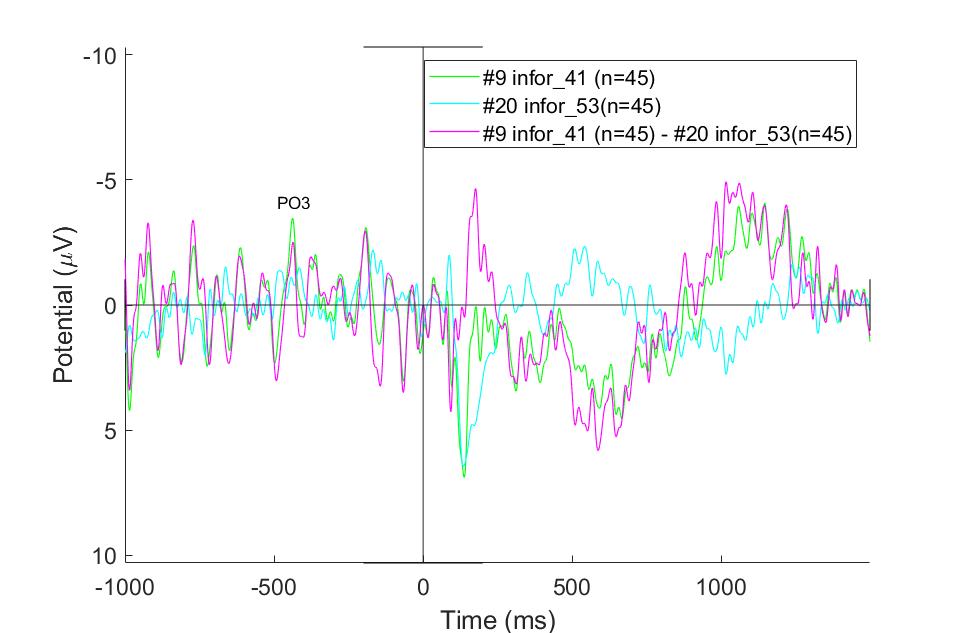 -10
#9 infor_41 (n=45)
#20 infor_53(n=45)
#9 infor_41 (n=45) - #20 infor_53(n=45)
-5
PO3
Potential (μV)
0
5
10
-1000 -500 0 500 1000
Time (ms)